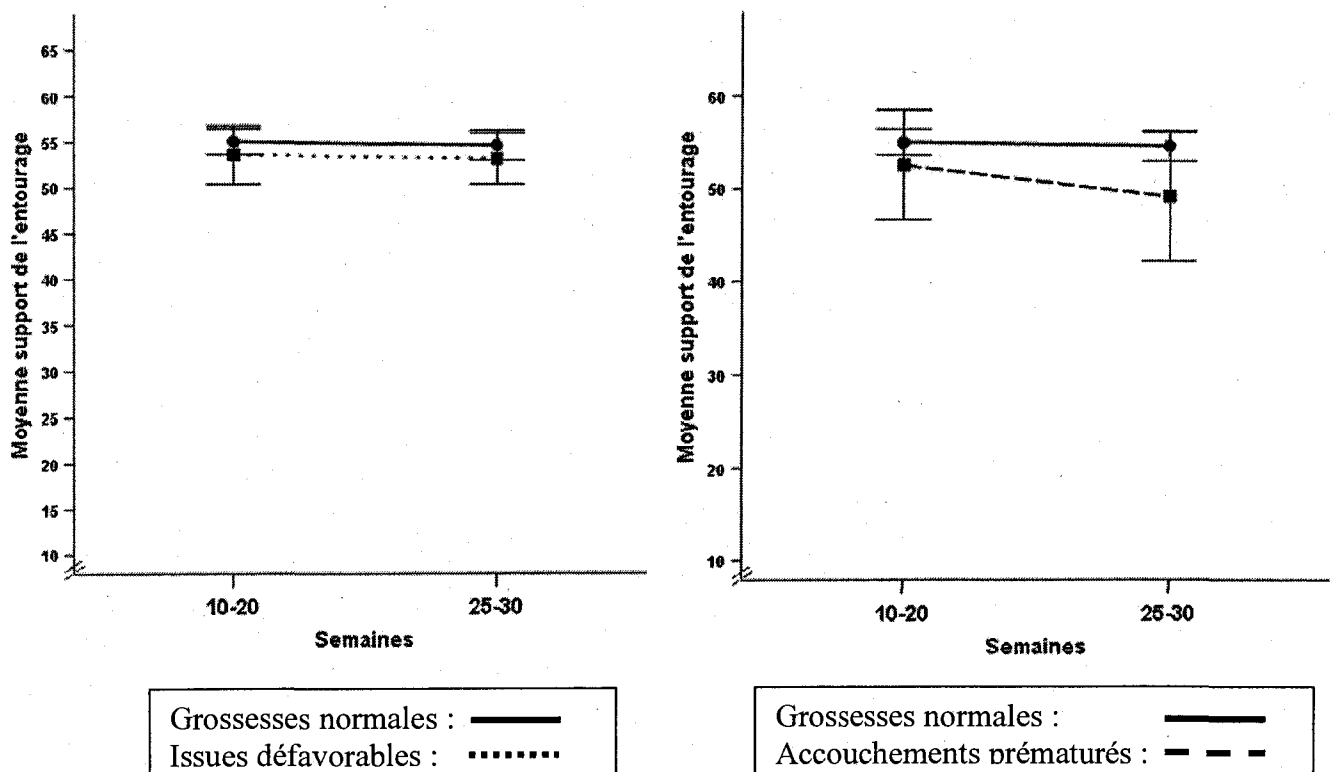 Moyenne support de l'entourage
65
60
55
50
45
40
35
30
25
20
15
10
10-20
25-30
Semaines
Grossesses normales :
Issues défavorables :
Moyenne support de l'entourage
60
50
40
30
20
10
10-20
25-30
Semaines
Grossesses normales :
Accouchements prématurés :